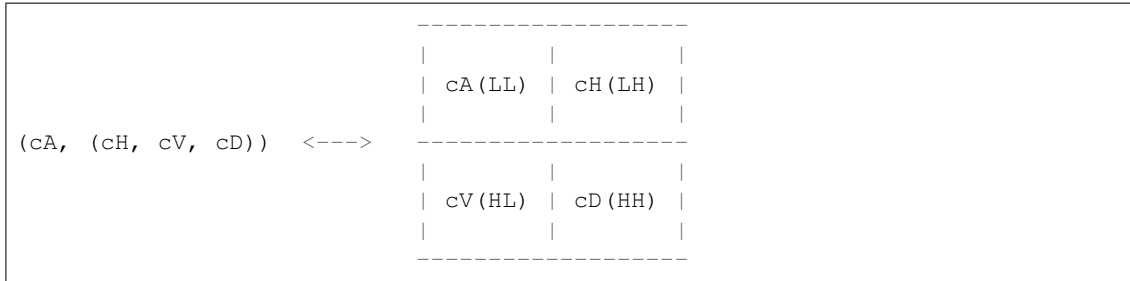 -------------------
|         |        |
| cA(LL)  | cH(LH) |
|         |        |
(cA, (cH, cV, cD))  <--->   -------------------
|         |        |
| cV(HL)  | cD(HH) |
|         |        |
-------------------